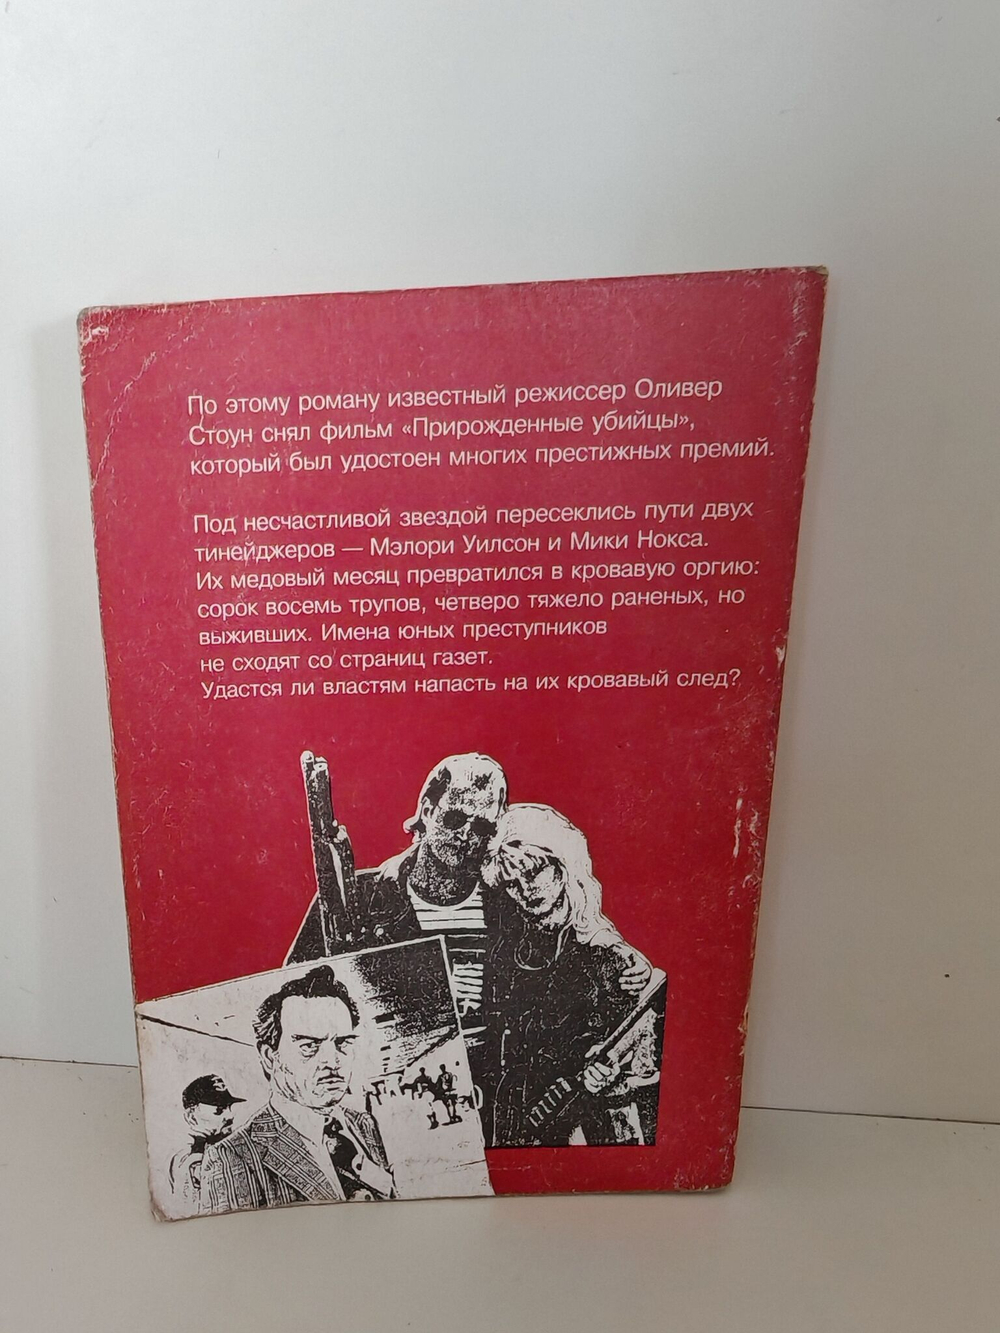 По этому роману известный режиссер Оливер
Стоун снял фильм «Прирожденные убийцы»,
который был удостоен многих престижных премий.
Под несчастливой звездой пересеклись пути двух
тинейджеров — Мэлори Уилсон и Мики Нокса.
Их медовый месяц превратился в кровавую оргию:
сорок восемь трупов, четверо тяжело раненых, но
выживших. Имена юных преступников
не сходят со страниц газет.
Удастся ли властям напасть на их кровавый след?